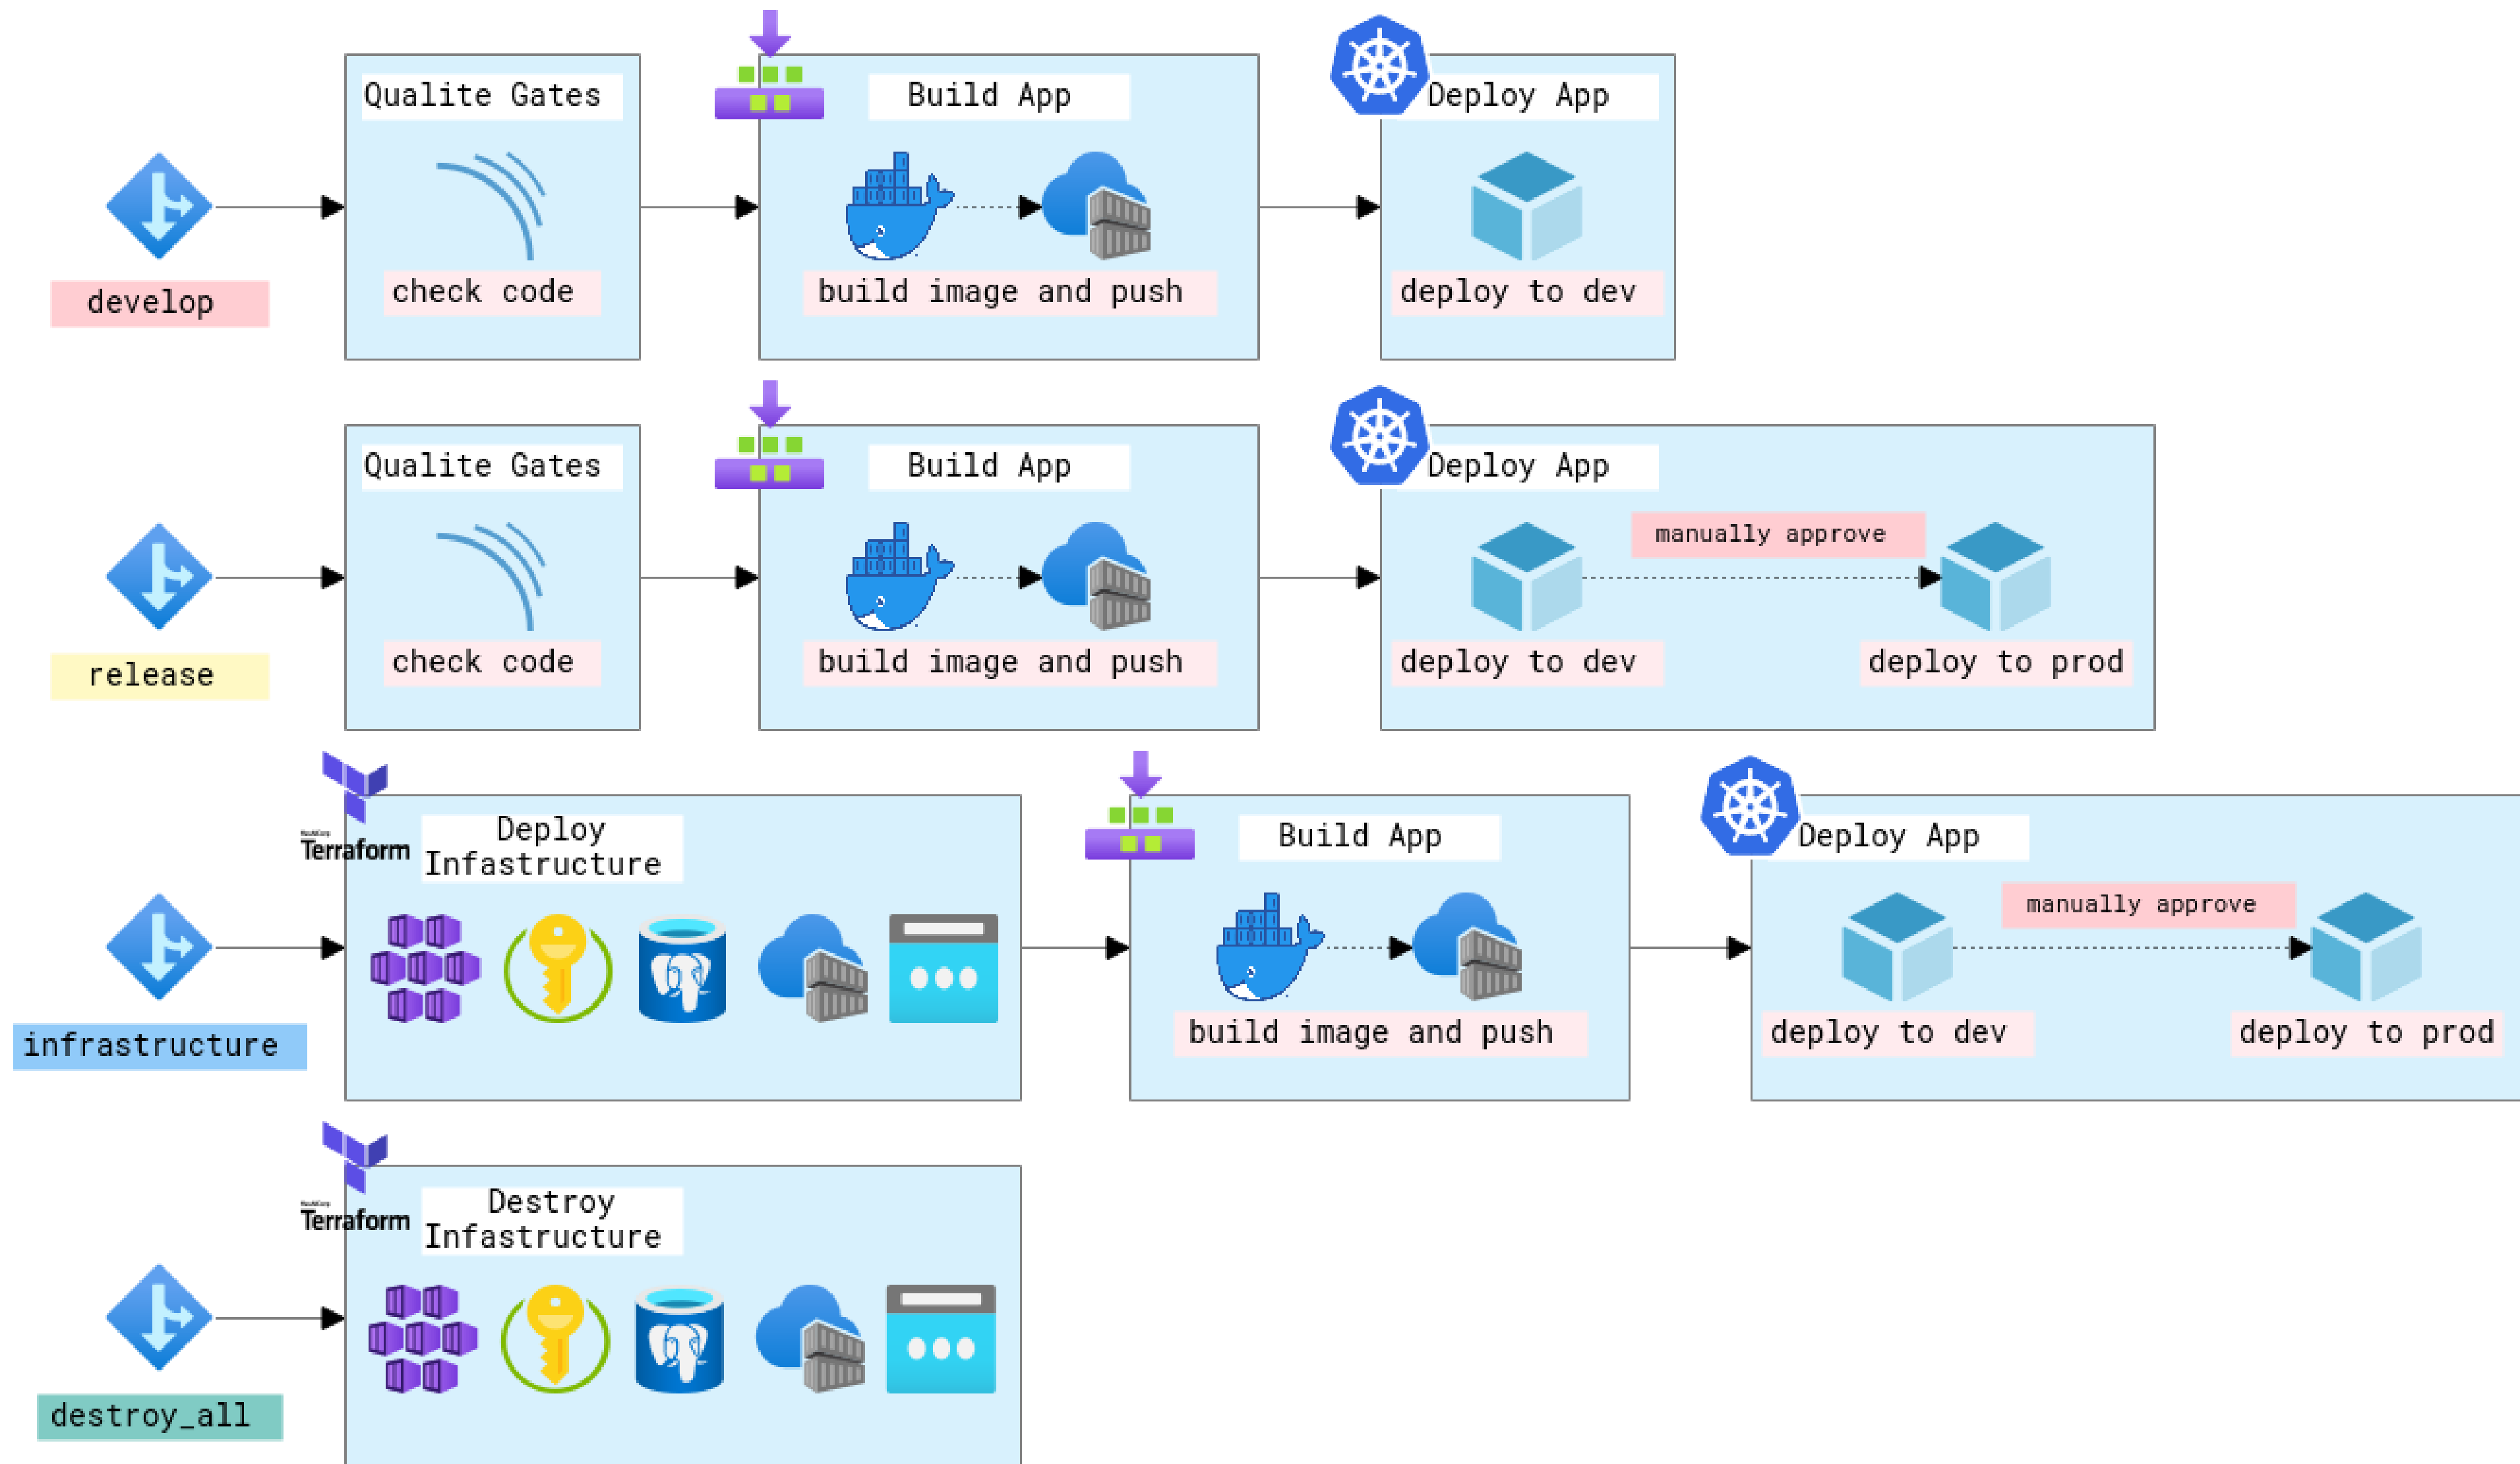 Qualite Gates
Build App
Deploy App
check code
build image and push
deploy to dev
develop
Qualite Gates
Build App
Deploy App
manually approve
check code
build image and push
deploy to dev
deploy to prod
release
HashiCorp
Terraform
Deploy
Infastructure
Build App
Deploy App
manually approve
build image and push
deploy to dev
deploy to prod
infrastructure
HashiCorp
Terraform
Destroy
Infastructure
destroy_all